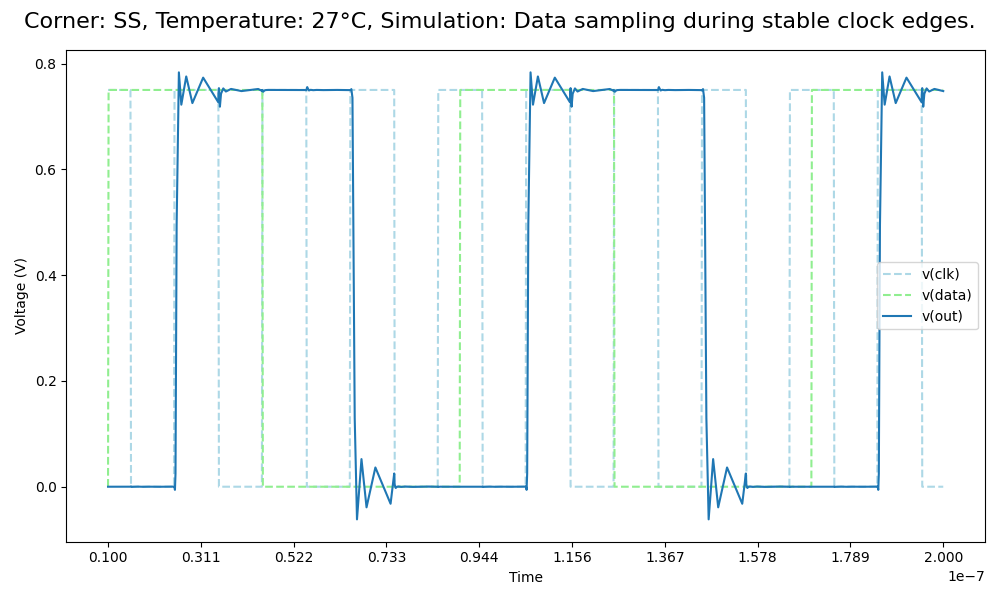 Corner: SS, Temperature: 27°C, Simulation: Data sampling during stable clock edges.
0.8
0.6
0.4
0.2
0.0
Voltage (V)
v(clk)
v(data)
v(out)
0.100 0.311 0.522 0.733 0.944 1.156 1.367 1.578 1.789 2.000
1e−7
Time